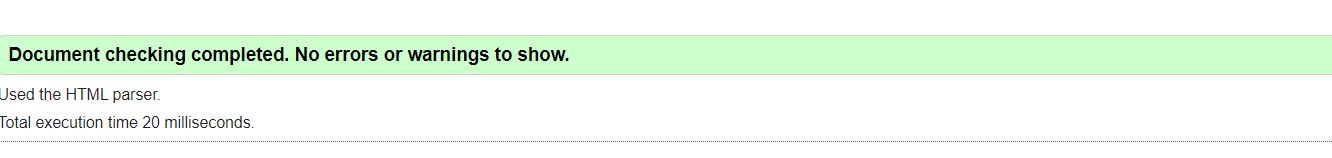 Document checking completed. No errors or warnings to show.
Used the HTML parser.
Total execution time 20 milliseconds.